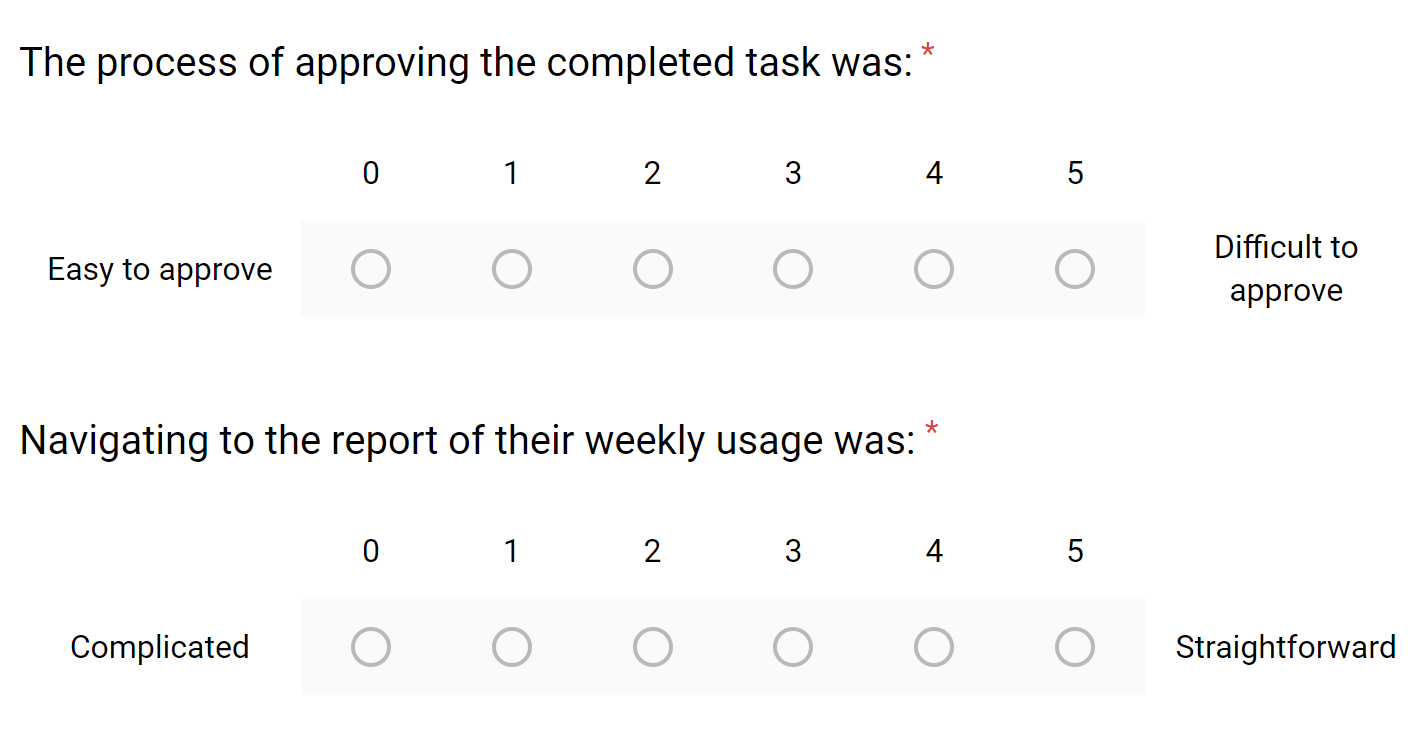 The process of approving the completed task was: *
0 1 2 3 4 5
Easy to approve
Difficult to
approve
Navigating to the report of their weekly usage was: *
0 1 2 3 4 5
Complicated
Straightforward